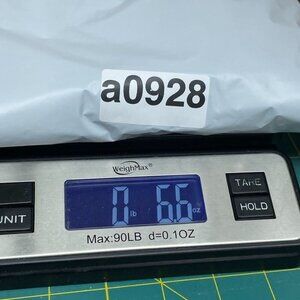 a0928
WeighMax®
UNIT
0 lb 6.6 oz
TARE
HOLD
Max:90LB d=0.1OZ